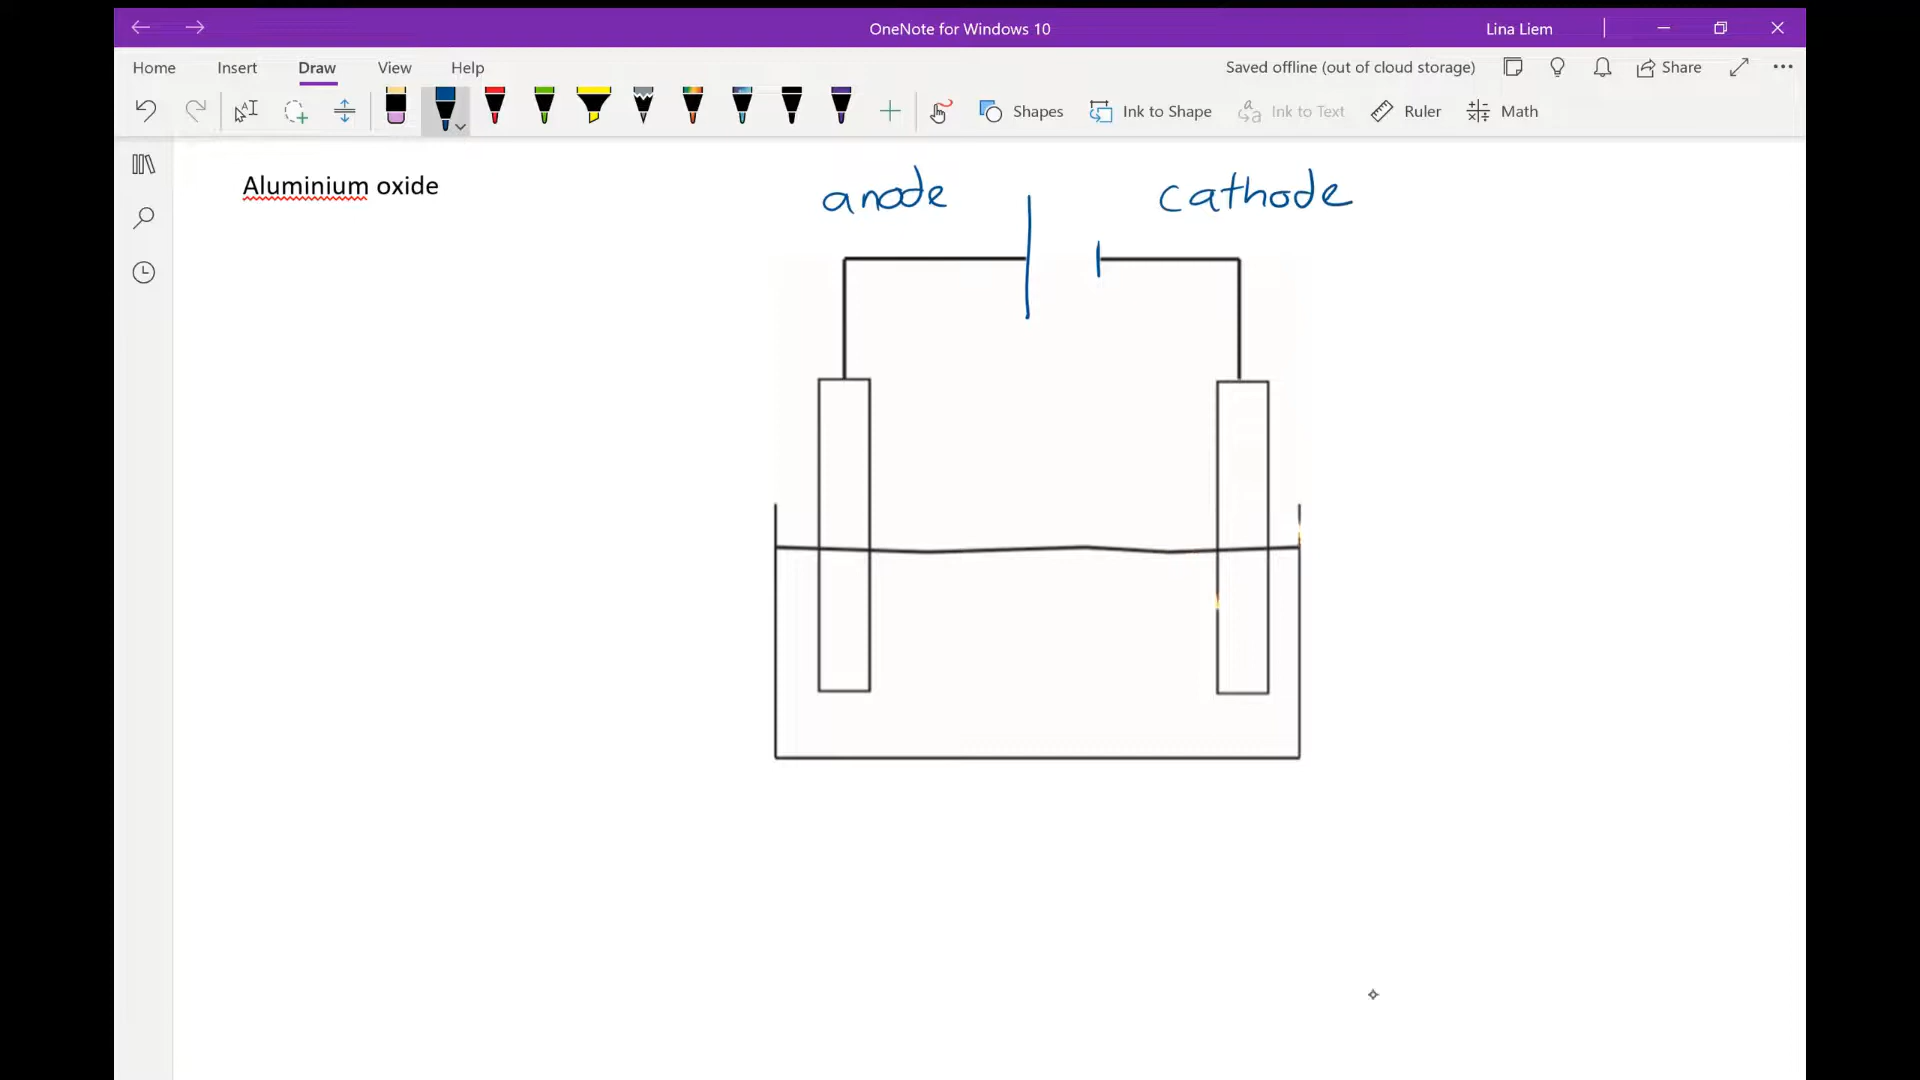 OneNote for Windows 10
Lina Liem
Home Insert Draw View Help
Saved offline (out of cloud storage)
Share
Shapes
Ink to Shape
Ink to Text
Ruler
Math
Aluminium oxide
anode cathode